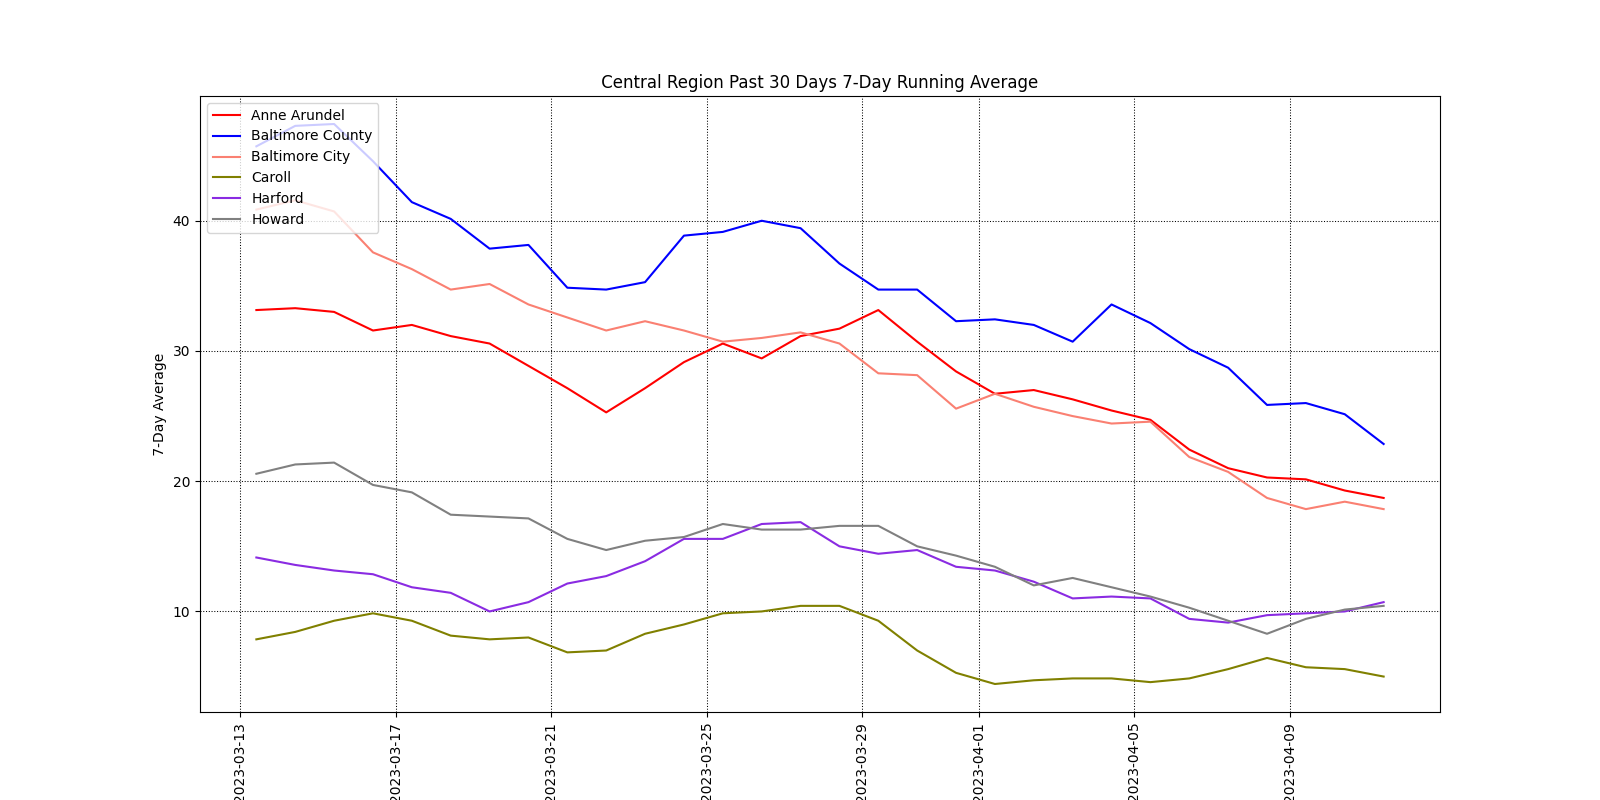 Central Region Past 30 Days 7-Day Running Average
Anne Arundel
Baltimore County
Baltimore City
Caroll
Harford
Howard
7-Day Average
40
30
20
10
2023-03-13
2023-03-17
2023-03-21
2023-03-25
2023-03-29
2023-04-01
2023-04-05
2023-04-09